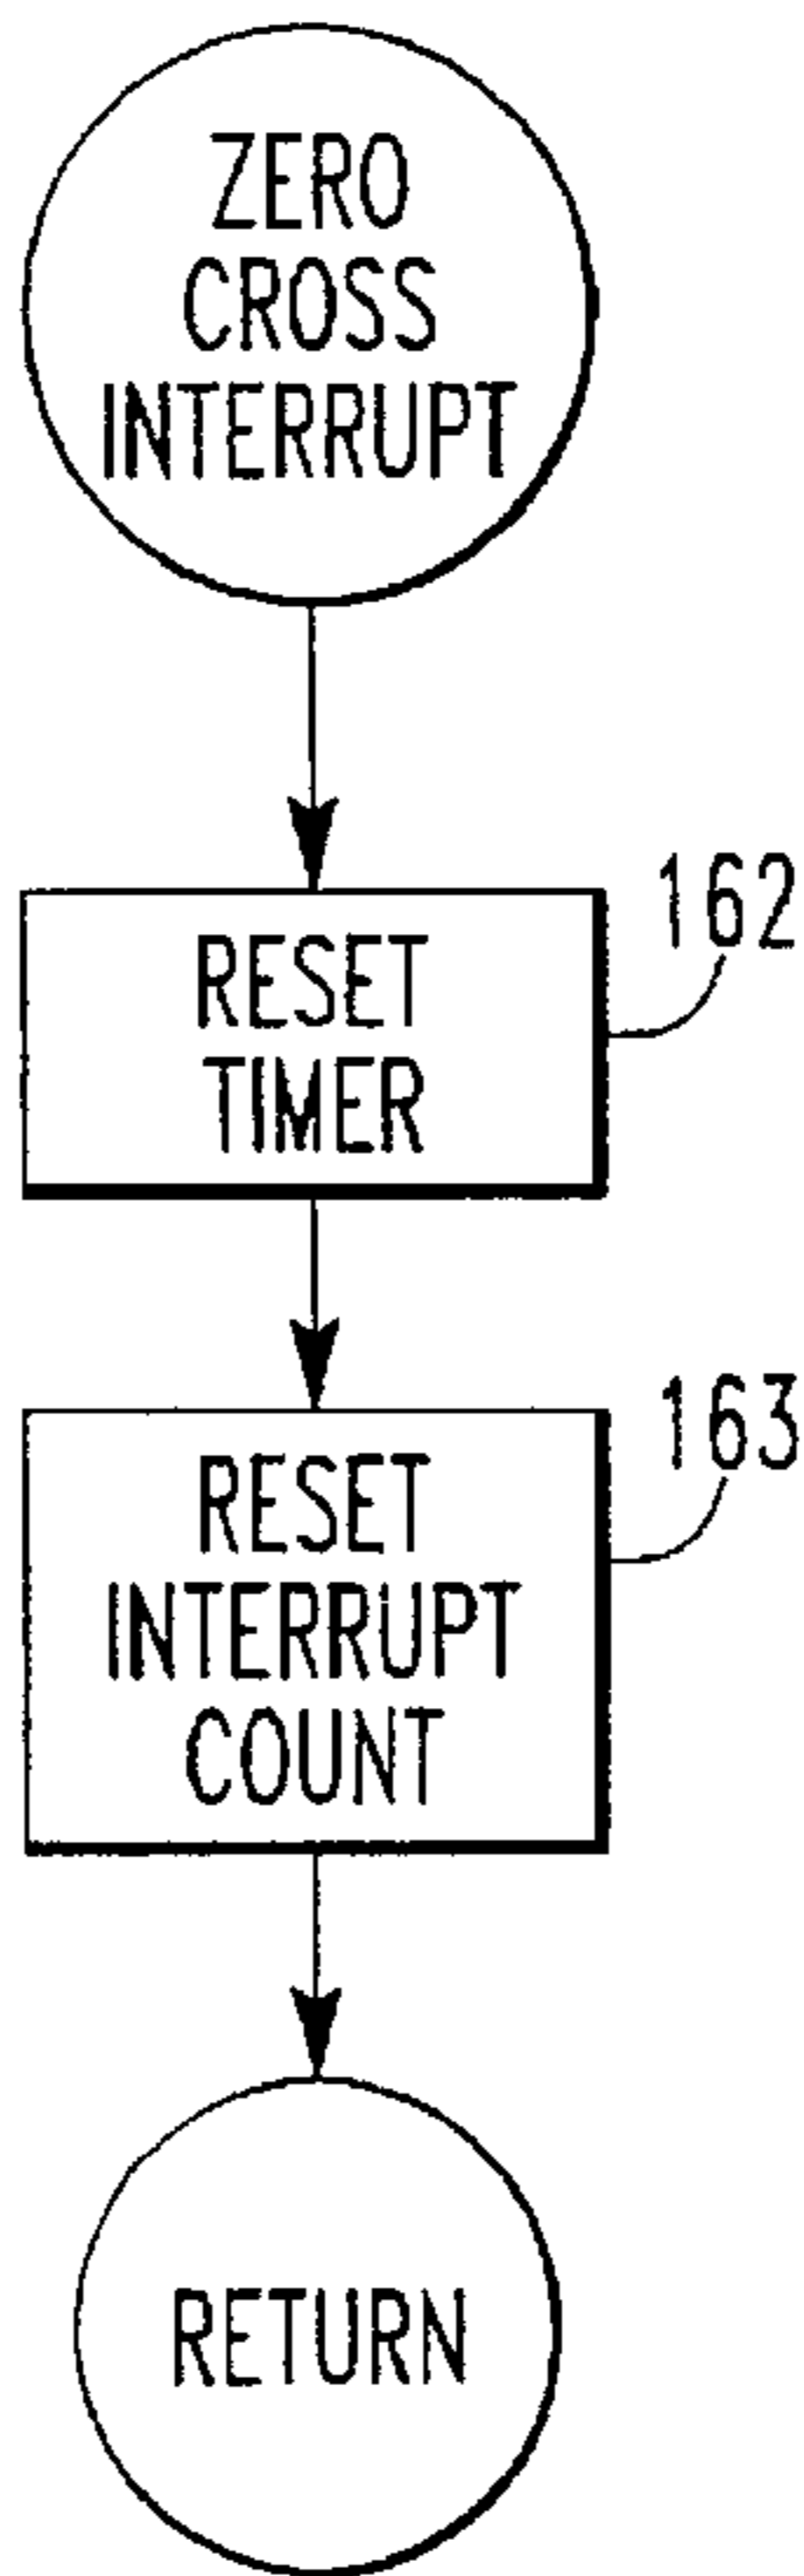 ZERO
CROSS
INTERRUPT
162
RESET
TIMER
163
RESET
INTERRUPT
COUNT
RETURN